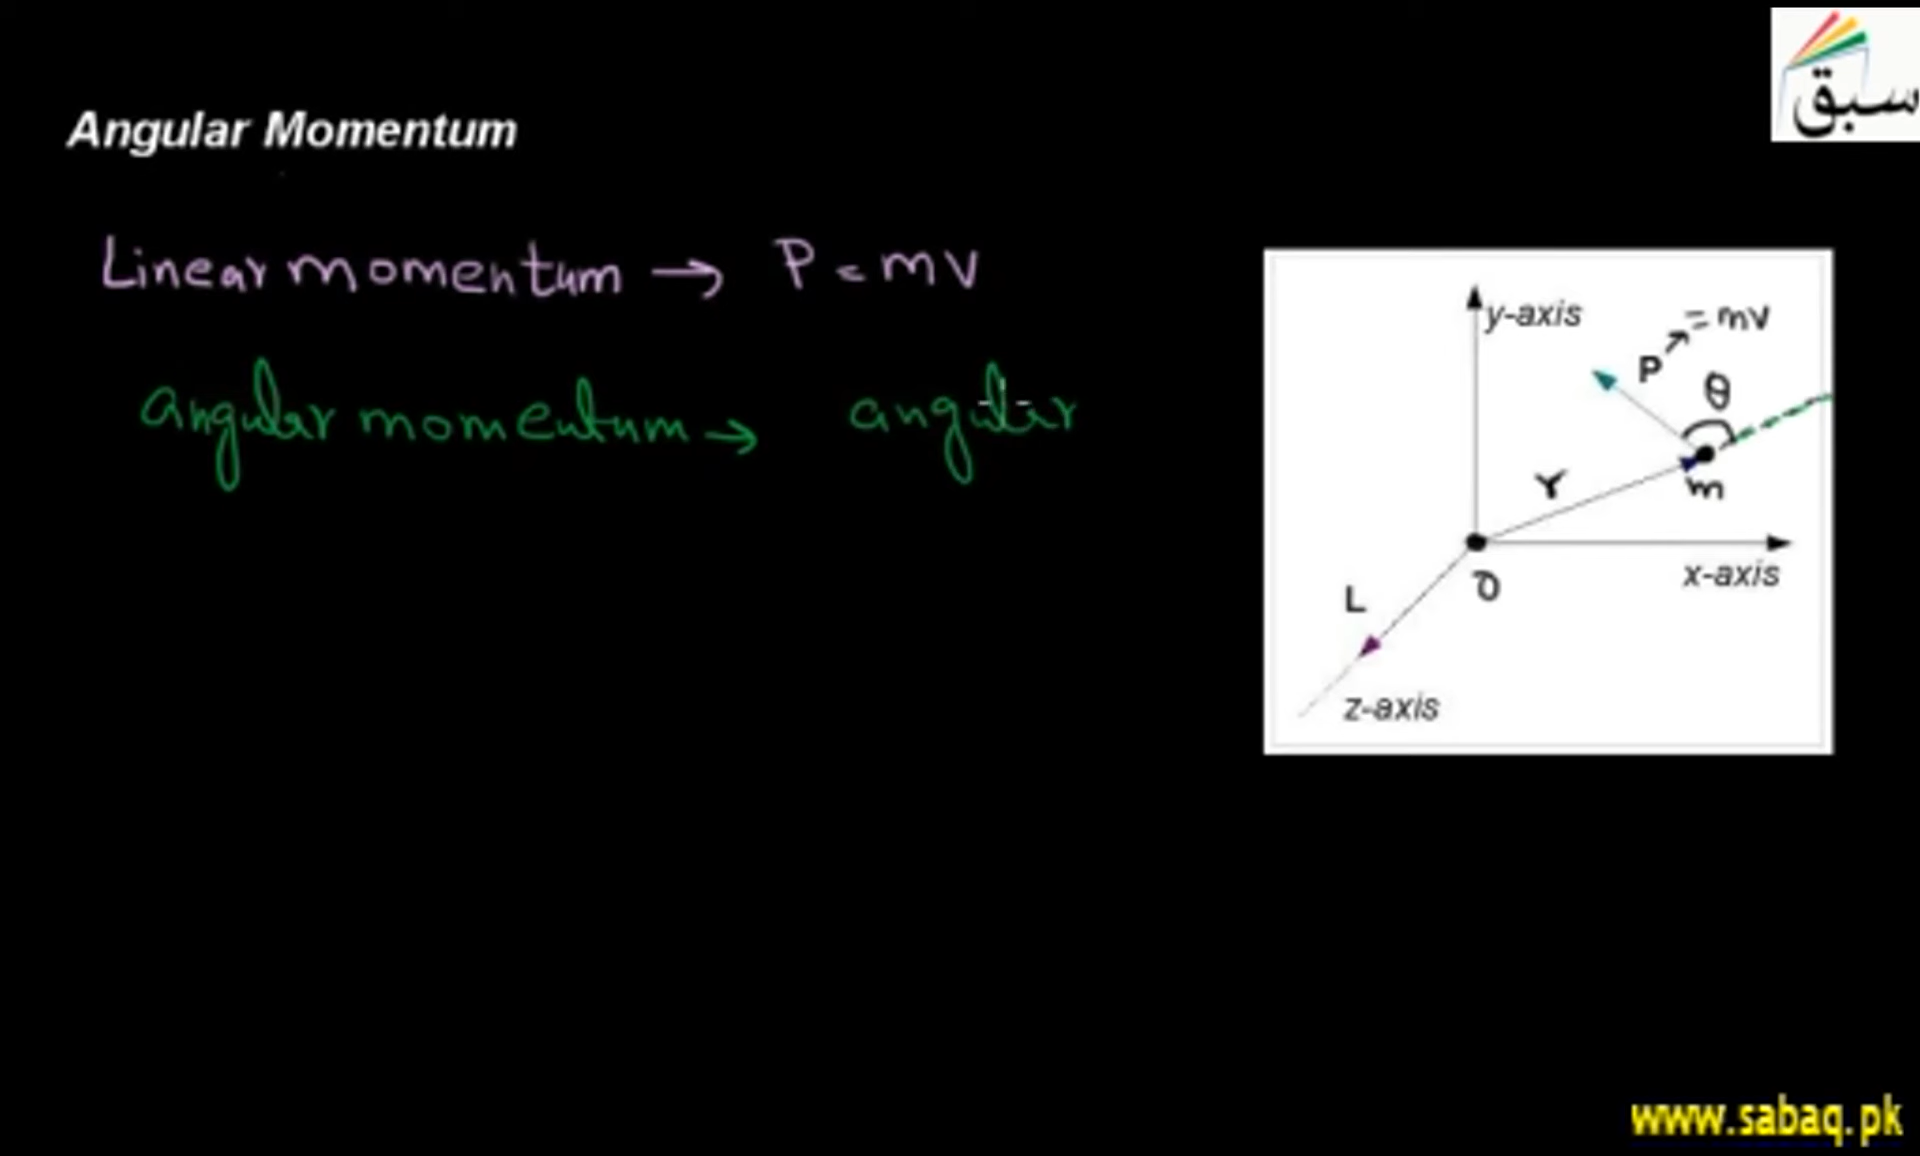 سبق
Angular Momentum
Linear momentum → P = mv
angular momentum → angular
y-axis
P ↗ = mv
θ
r
m
O
x-axis
L
z-axis
www.sabaq.pk